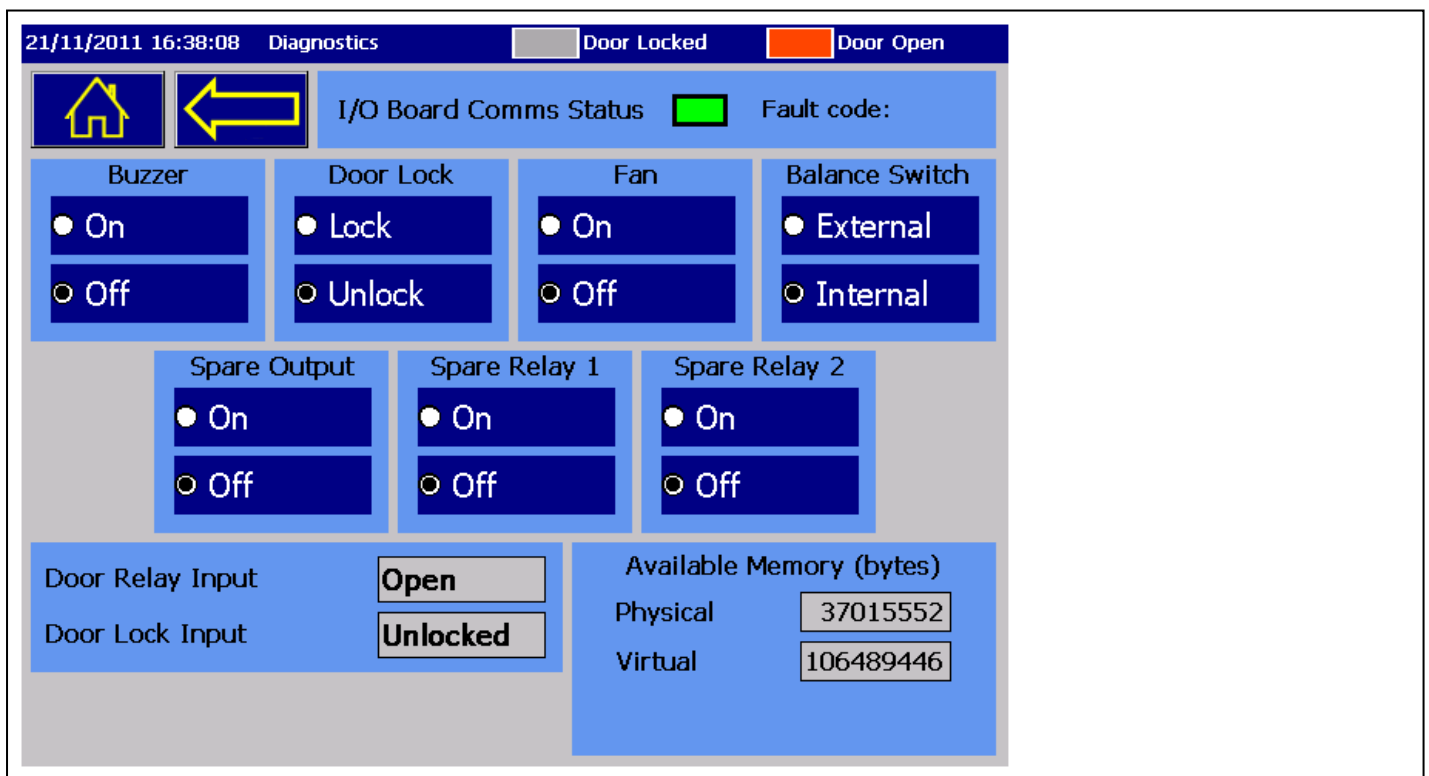 21/11/2011 16:38:08 Diagnostics Door Locked Door Open
I/O Board Comms Status Fault code:
Buzzer Door Lock Fan Balance Switch
On Lock On External
Off Unlock Off Internal
Spare Output Spare Relay 1 Spare Relay 2
On On On
Off Off Off
Door Relay Input Open
Door Lock Input Unlocked
Available Memory (bytes)
Physical 37015552
Virtual 106489446